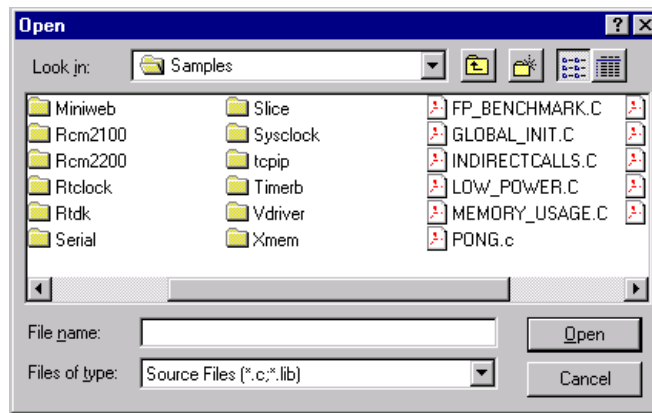 Open
Look in: Samples
Miniweb Slice FP_BENCHMARK.C
Rcm2100 Sysclock GLOBAL_INIT.C
Rcm2200 tcpip INDIRECTCALLS.C
Rtclock Timerb LOW_POWER.C
Rtdk Vdriver MEMORY_USAGE.C
Serial Xmem PONG.c
File name: Open
Files of type: Source Files (*.c;*.lib) Cancel